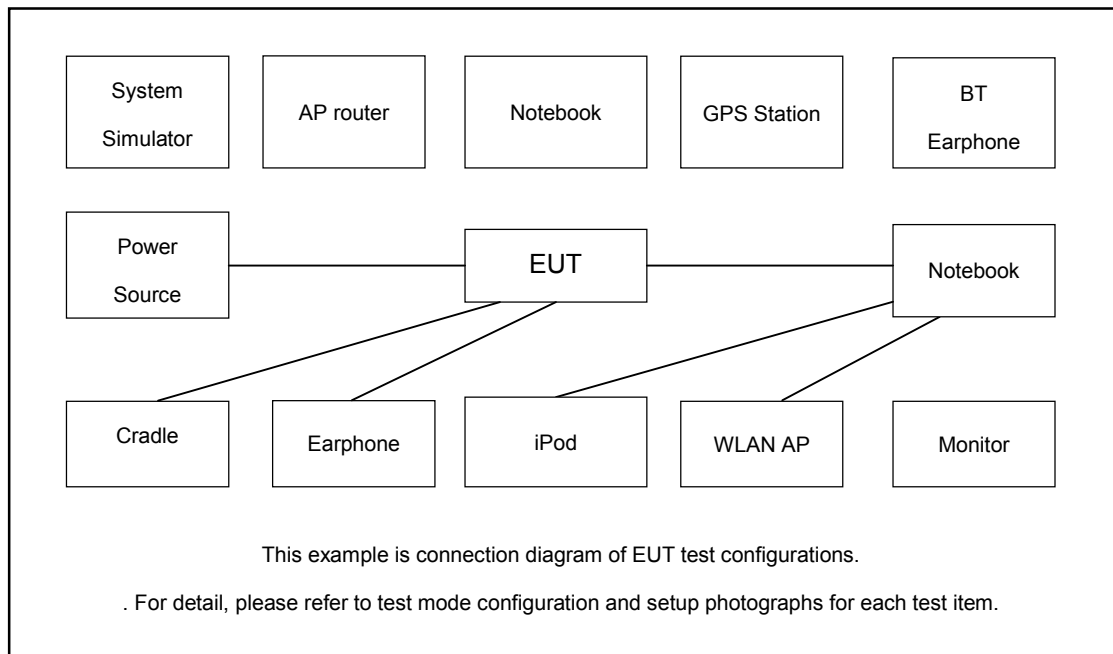 System
Simulator
AP router
Notebook
GPS Station
BT
Earphone
Power
Source
EUT
Notebook
Cradle
Earphone
iPod
WLAN AP
Monitor
This example is connection diagram of EUT test configurations.
. For detail, please refer to test mode configuration and setup photographs for each test item.